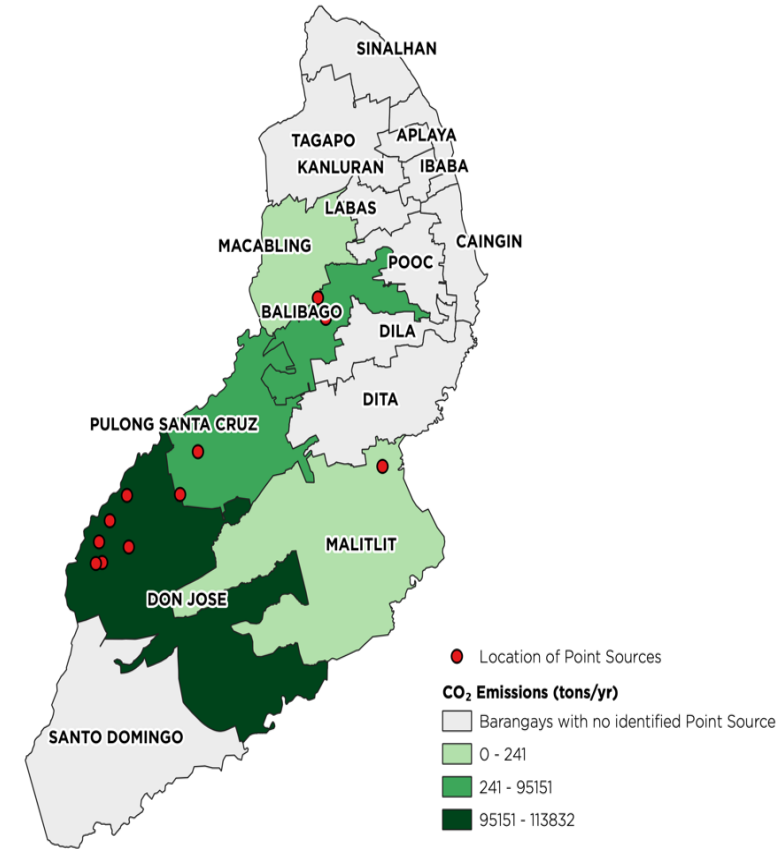 SINALHAN
TAGAPO
APLAYA
KANLURAN
IBABA
LABAS
MACABLING
CAINGIN
POOC
BALIBAGO
DILA
DITA
PULONG SANTA CRUZ
MALITLIT
DON JOSE
SANTO DOMINGO
Location of Point Sources
CO₂ Emissions (tons/yr)
Barangays with no identified Point Source
0 - 241
241 - 95151
95151 - 113832